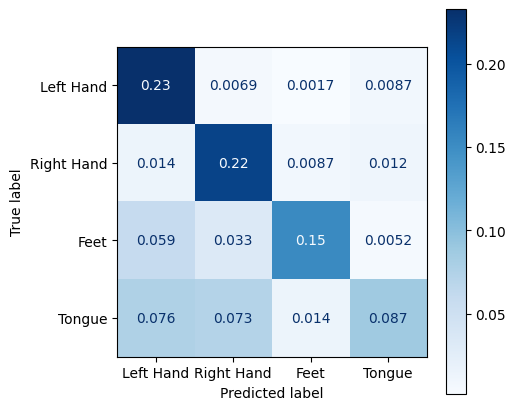 Left Hand 0.23 0.0069 0.0017 0.0087
Right Hand 0.014 0.22 0.0087 0.012
Feet 0.059 0.033 0.15 0.0052
Tongue 0.076 0.073 0.014 0.087
Left Hand Right Hand Feet Tongue
Predicted label
True label
0.20
0.15
0.10
0.05